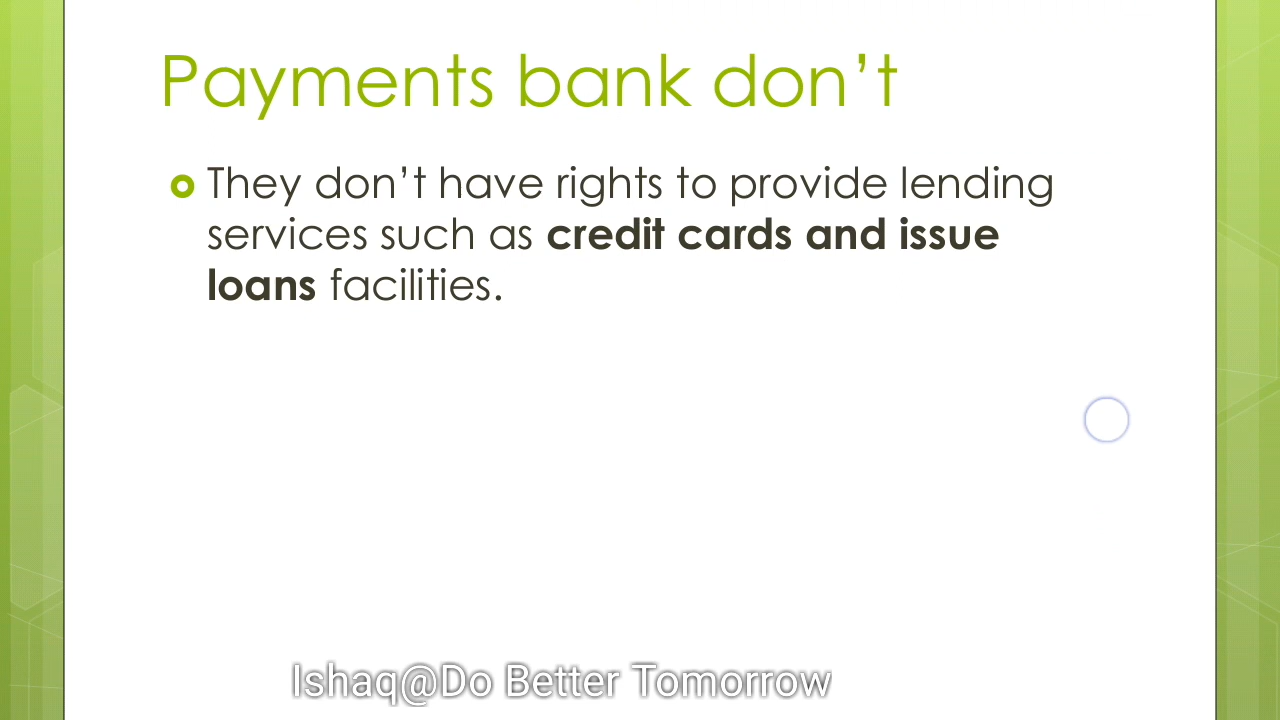 Payments bank don’t
They don’t have rights to provide lending
services such as credit cards and issue
loans facilities.
Ishaq@Do Better Tomorrow